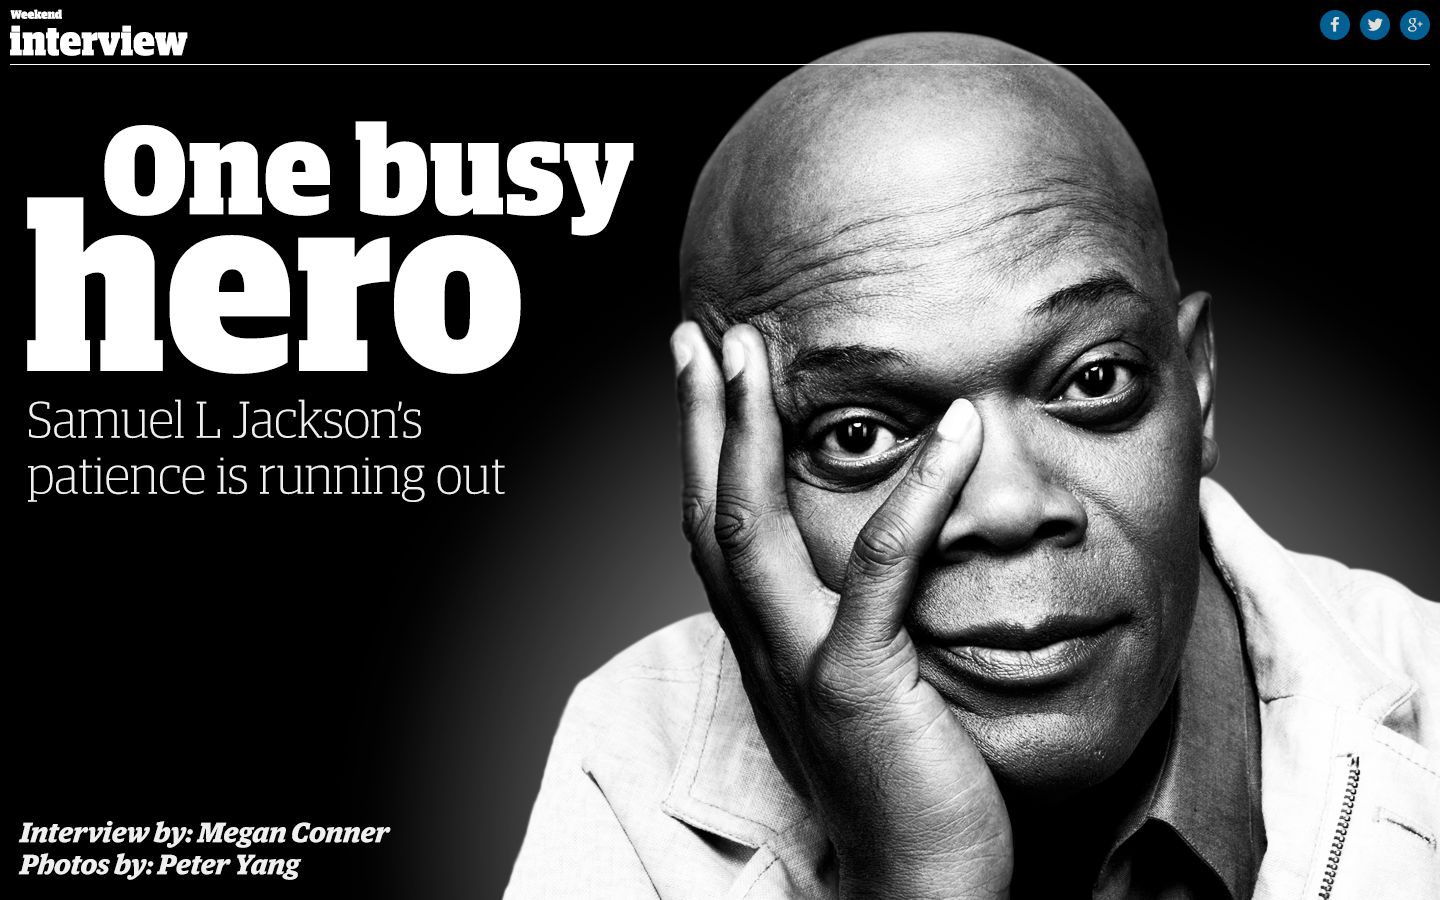 Weekend
interview
One busy
hero
Samuel L Jackson's
patience is running out
Interview by: Megan Conner
Photos by: Peter Yang
f
g+